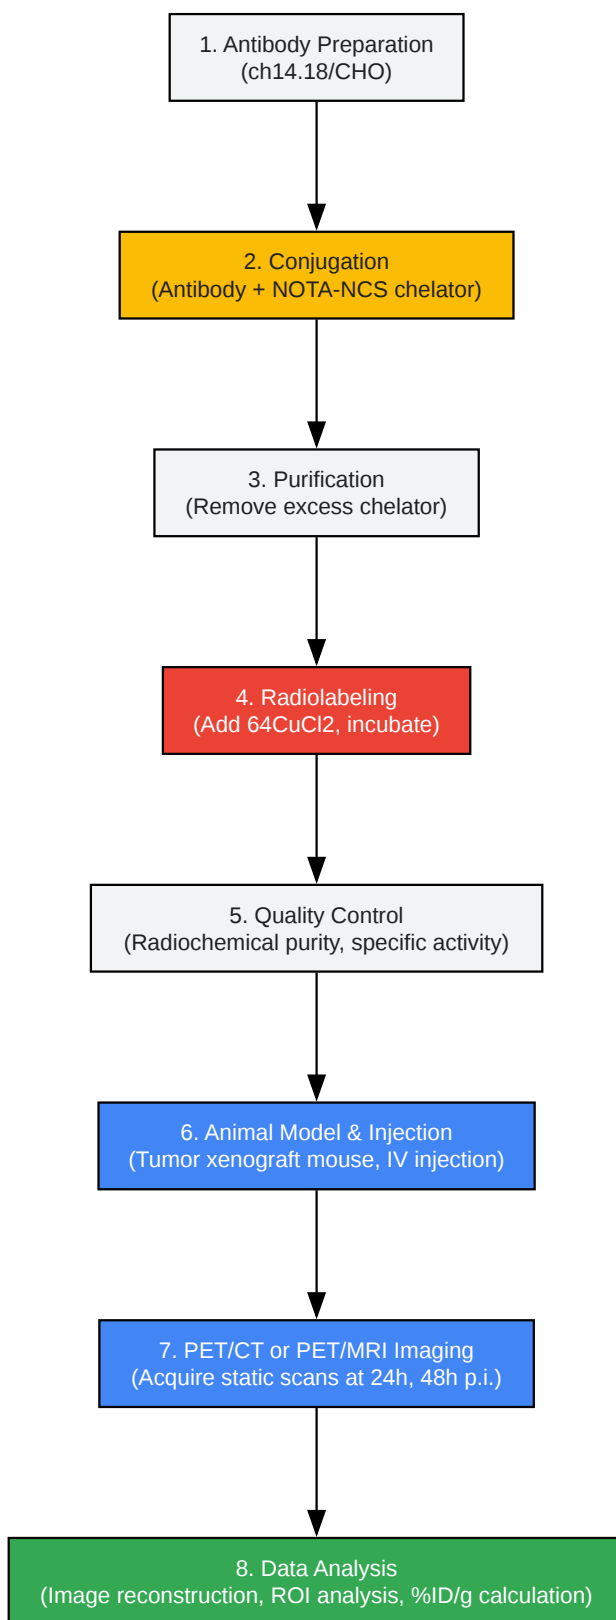 1. Antibody Preparation
(ch14.18/CHO)
2. Conjugation
(Antibody + NOTA-NCS chelator)
3. Purification
(Remove excess chelator)
4. Radiolabeling
(Add 64CuCl2, incubate)
5. Quality Control
(Radiochemical purity, specific activity)
6. Animal Model & Injection
(Tumor xenograft mouse, IV injection)
7. PET/CT or PET/MRI Imaging
(Acquire static scans at 24h, 48h p.i.)
8. Data Analysis
(Image reconstruction, ROI analysis, %ID/g calculation)